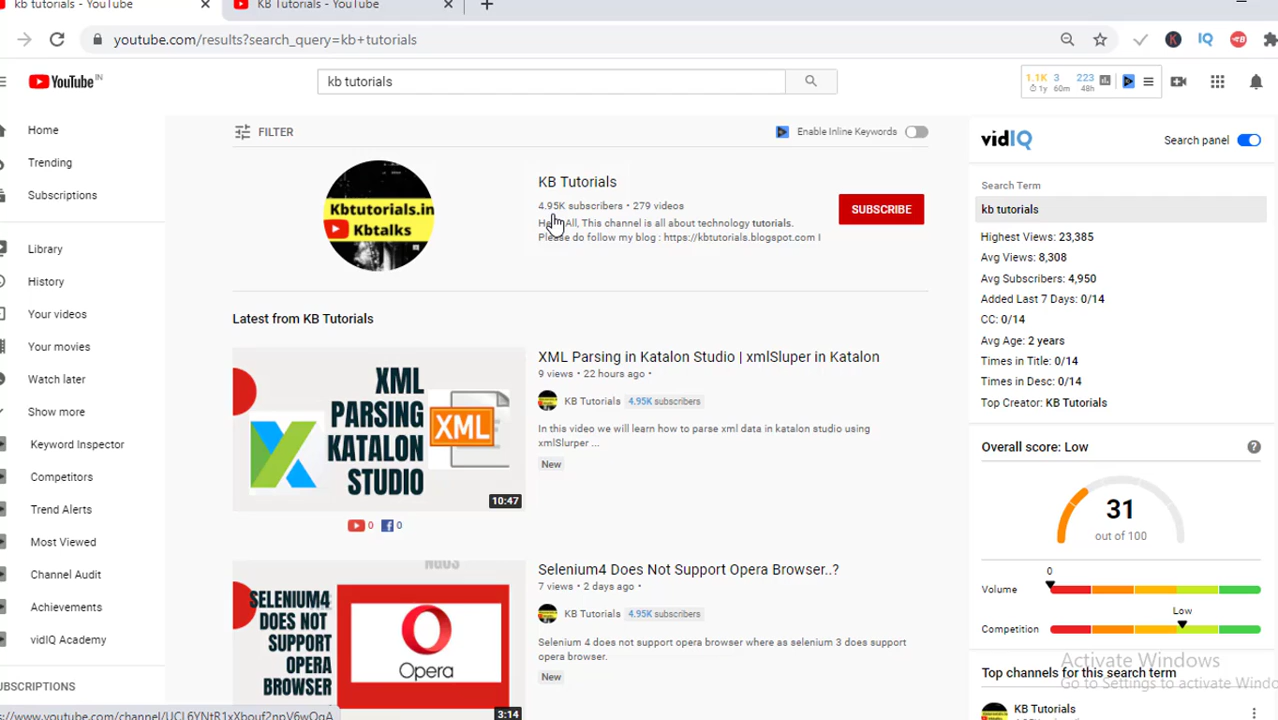 kb tutorials - YouTube
KB Tutorials - YouTube
youtube.com/results?search_query=kb+tutorials
YouTube IN
kb tutorials
1.1K 3 223
1y 60m 48h
Home
Trending
Subscriptions
Library
History
Your videos
Your movies
Watch later
Show more
Keyword Inspector
Competitors
Trend Alerts
Most Viewed
Channel Audit
Achievements
vidIQ Academy
UBSCRIPTIONS
FILTER
Enable Inline Keywords
Kbtutorials.in
Kbtalks
KB Tutorials
4.95K subscribers • 279 videos
All, This channel is all about technology tutorials.
Please do follow my blog : https://kbtutorials.blogspot.com I
SUBSCRIBE
Latest from KB Tutorials
XML
PARSING
KATALON
STUDIO
XML
10:47
0 0
XML Parsing in Katalon Studio | xmlSluper in Katalon
9 views • 22 hours ago •
KB Tutorials 4.95K subscribers
In this video we will learn how to parse xml data in katalon studio using
xmlSlurper ...
New
SELENIUM4
DOES NOT
SUPPORT
OPERA
BROWSER
Opera
3:14
Selenium4 Does Not Support Opera Browser..?
7 views • 2 days ago •
KB Tutorials 4.95K subscribers
Selenium 4 does not support opera browser where as selenium 3 does support
opera browser.
New
vidIQ
Search panel
Search Term
kb tutorials
Highest Views: 23,385
Avg Views: 8,308
Avg Subscribers: 4,950
Added Last 7 Days: 0/14
CC: 0/14
Avg Age: 2 years
Times in Title: 0/14
Times in Desc: 0/14
Top Creator: KB Tutorials
Overall score: Low
31
out of 100
0
Volume
Low
Competition
Activate Windows
Go to Settings to activate Windo
Top channels for this search term
KB Tutorials